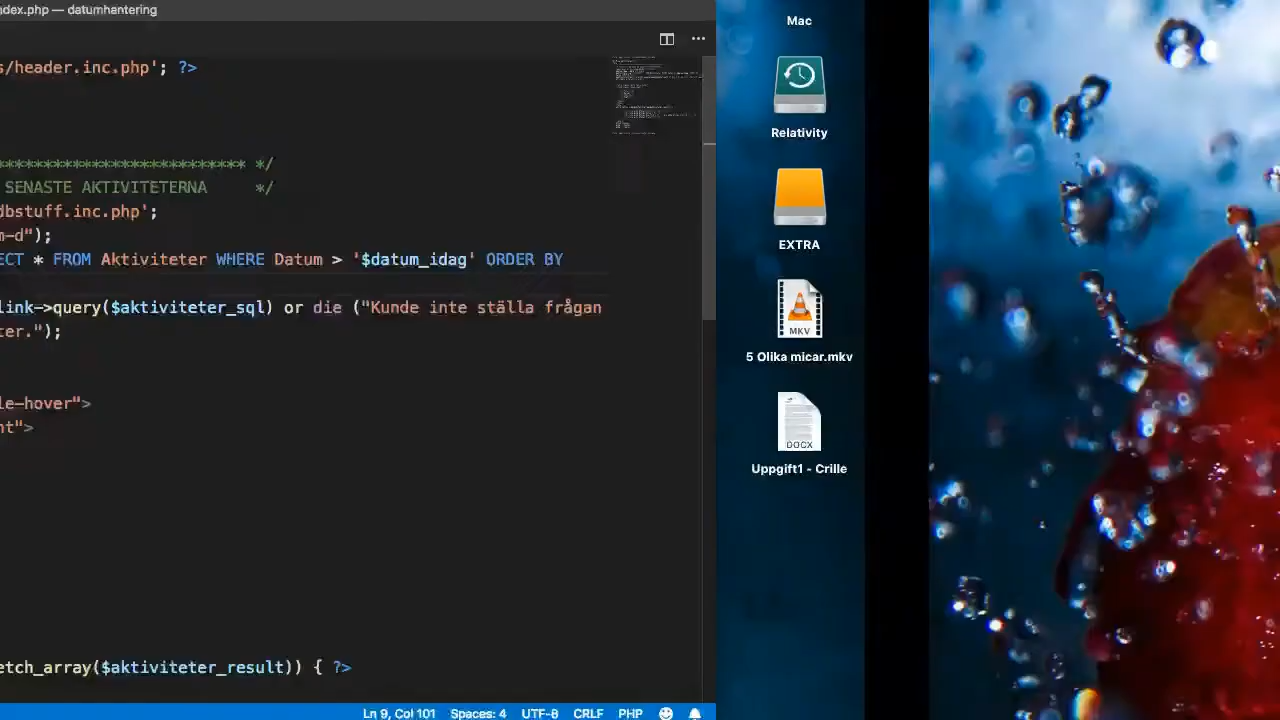 dex.php — datumhantering
s/header.inc.php'; ?>
************************** */
SENASTE AKTIVITETERNA */
dbstuff.inc.php';
m-d");
ECT * FROM Aktiviteter WHERE Datum > '$datum_idag' ORDER BY
link->query($aktiviteter_sql) or die ("Kunde inte ställa frågan
ter.");
le-hover">
nt">
etch_array($aktiviteter_result)) { ?>
Ln 9, Col 101 Spaces: 4 UTF-8 CRLF PHP
Mac
Relativity
EXTRA
MKV
5 Olika micar.mkv
DOCX
Uppgift1 - Crille